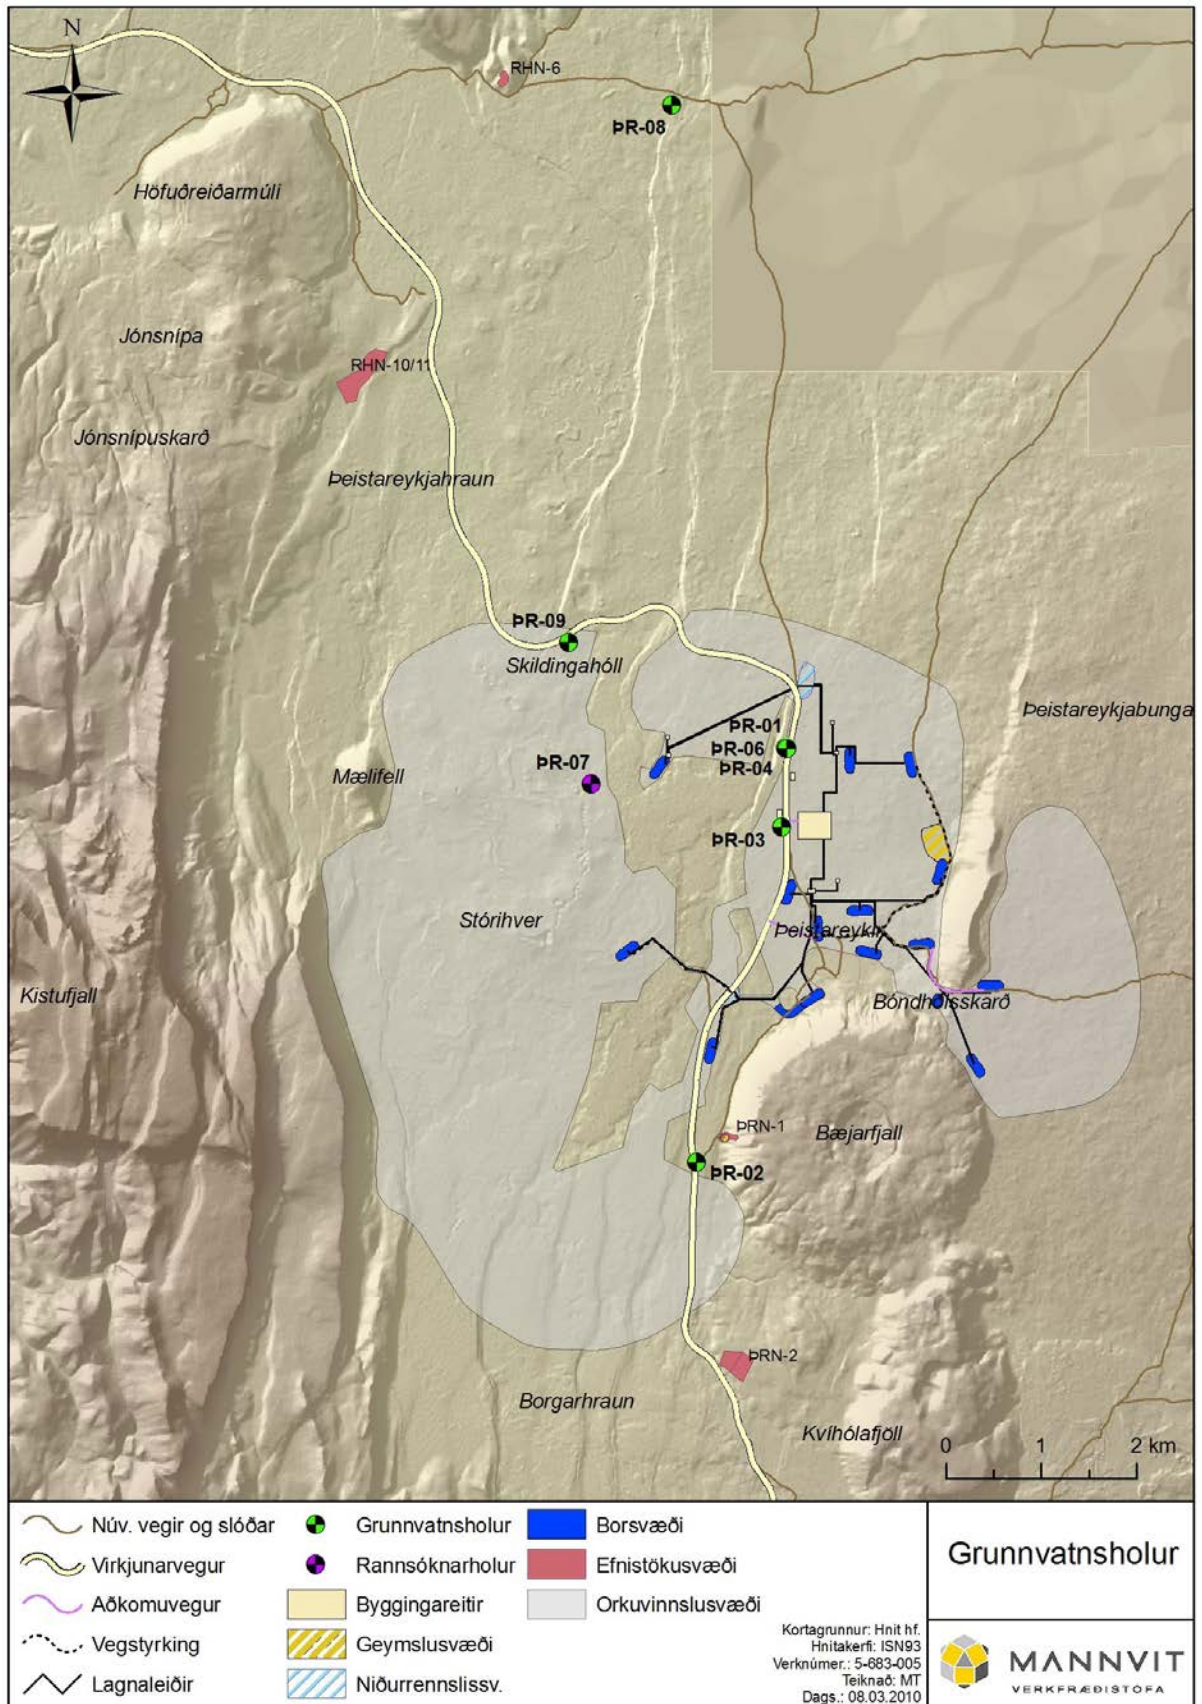 N
RHN-6
ÞR-08
Höfuðreiðarmúli
Jónsnípa
RHN-10/11
Jónsnípuskarð
Þeistareykjahraun
ÞR-09
Skildingahóll
Þeistareykjabunga
ÞR-01
ÞR-06
ÞR-04
ÞR-07
Mælifell
ÞR-03
Stórihver
Þeistareykir
Kistufjall
Bóndhólsskarð
ÞRN-1
Bæjarfjall
ÞR-02
ÞRN-2
Borgarhraun
Kvíhólafjöll
0 1 2 km
Núv. vegir og slóðar
Virkjunarvegur
Aðkomuvegur
Vegstyrking
Lagnaleiðir
Grunnvatnsholur
Rannsóknarholur
Byggingareitir
Geymslusvæði
Niðurrennslissv.
Borsvæði
Efnistökusvæði
Orkuvinnslusvæði
Kortagrunnur: Hnit hf.
Hnitakerfi: ISN93
Verknúmer.: 5-683-005
Teiknað: MT
Dags.: 08.03.2010
Grunnvatnsholur
MANNVIT
VERKFRÆÐISTOFA